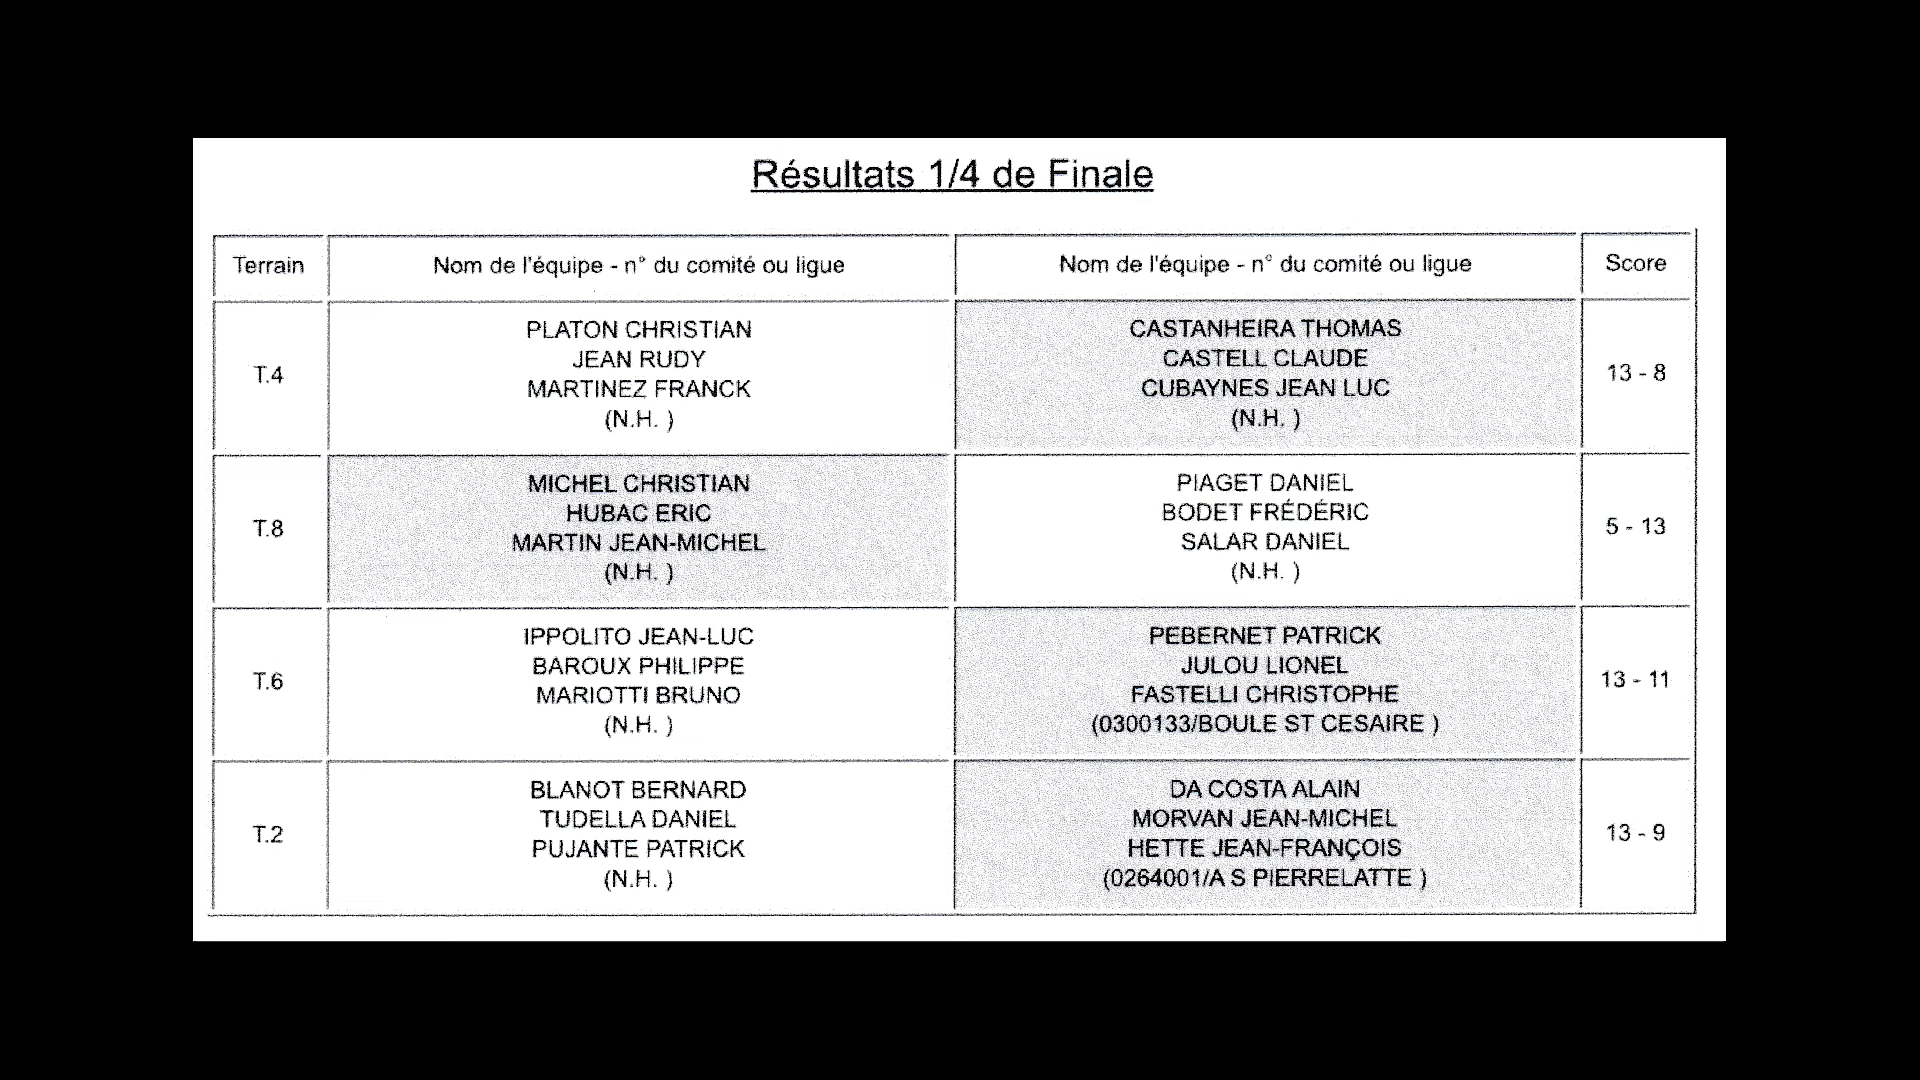 Résultats 1/4 de Finale
Terrain
Nom de l'équipe - n° du comité ou ligue
Nom de l'équipe - n° du comité ou ligue
Score
T.4
PLATON CHRISTIAN
JEAN RUDY
MARTINEZ FRANCK
(N.H. )
CASTANHEIRA THOMAS
CASTELL CLAUDE
CUBAYNES JEAN LUC
(N.H. )
13 - 8
T.8
MICHEL CHRISTIAN
HUBAC ERIC
MARTIN JEAN-MICHEL
(N.H. )
PIAGET DANIEL
BODET FRÉDÉRIC
SALAR DANIEL
(N.H. )
5 - 13
T.6
IPPOLITO JEAN-LUC
BAROUX PHILIPPE
MARIOTTI BRUNO
(N.H. )
PEBERNET PATRICK
JULOU LIONEL
FASTELLI CHRISTOPHE
(0300133/BOULE ST CESAIRE )
13 - 11
T.2
BLANOT BERNARD
TUDELLA DANIEL
PUJANTE PATRICK
(N.H. )
DA COSTA ALAIN
MORVAN JEAN-MICHEL
HETTE JEAN-FRANÇOIS
(0264001/A S PIERRELATTE )
13 - 9